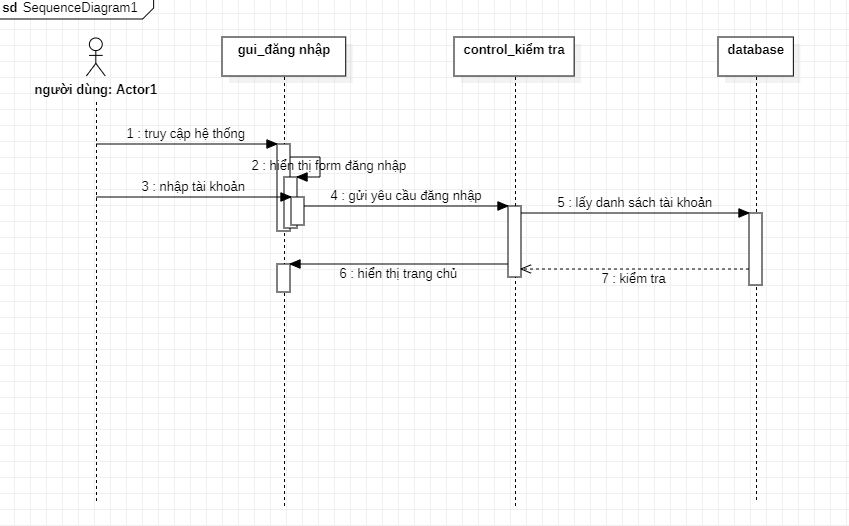 sd SequenceDiagram1
gui_đăng nhập
control_kiểm tra
database
người dùng: Actor1
1 : truy cập hệ thống
2 : hiển thị form đăng nhập
3 : nhập tài khoản
4 : gửi yêu cầu đăng nhập
5 : lấy danh sách tài khoản
6 : hiển thị trang chủ
7 : kiểm tra